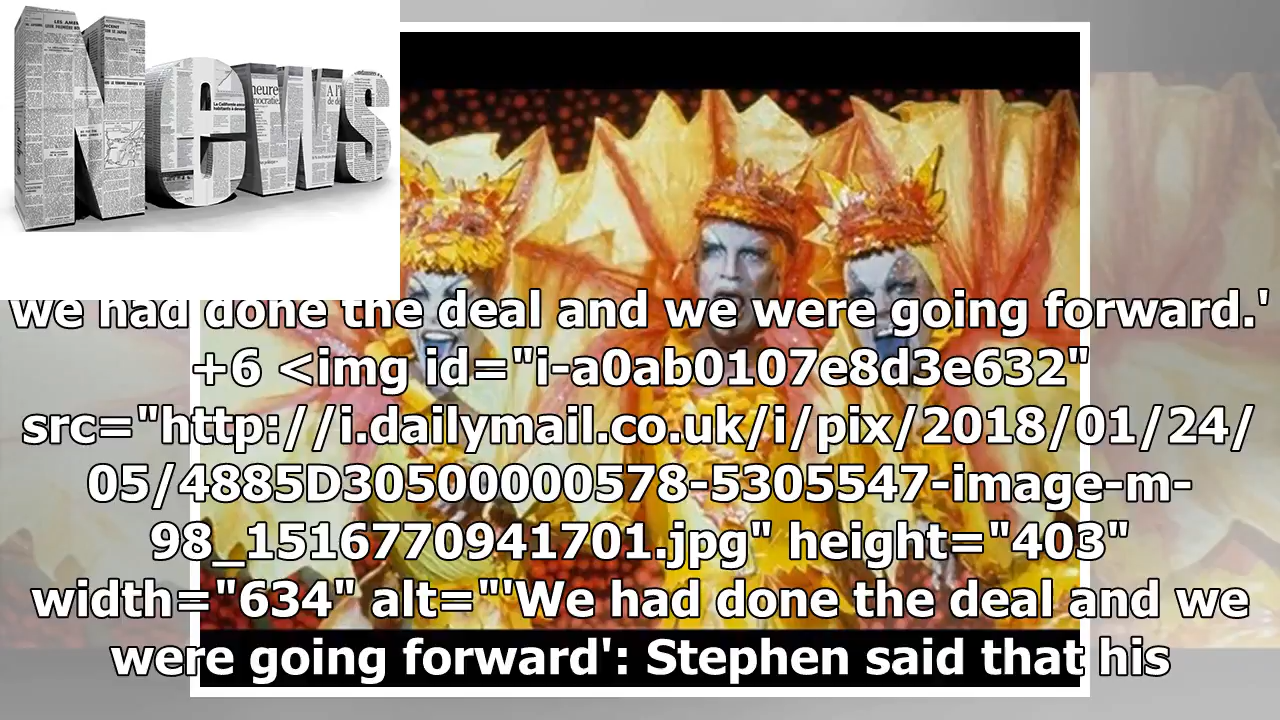 News
we had done the deal and we were going forward.'
+6 <img id="i-a0ab0107e8d3e632"
src="http://i.dailymail.co.uk/i/pix/2018/01/24/
05/4885D30500000578-5305547-image-m-
98_1516770941701.jpg" height="403"
width="634" alt="'We had done the deal and we
were going forward': Stephen said that his